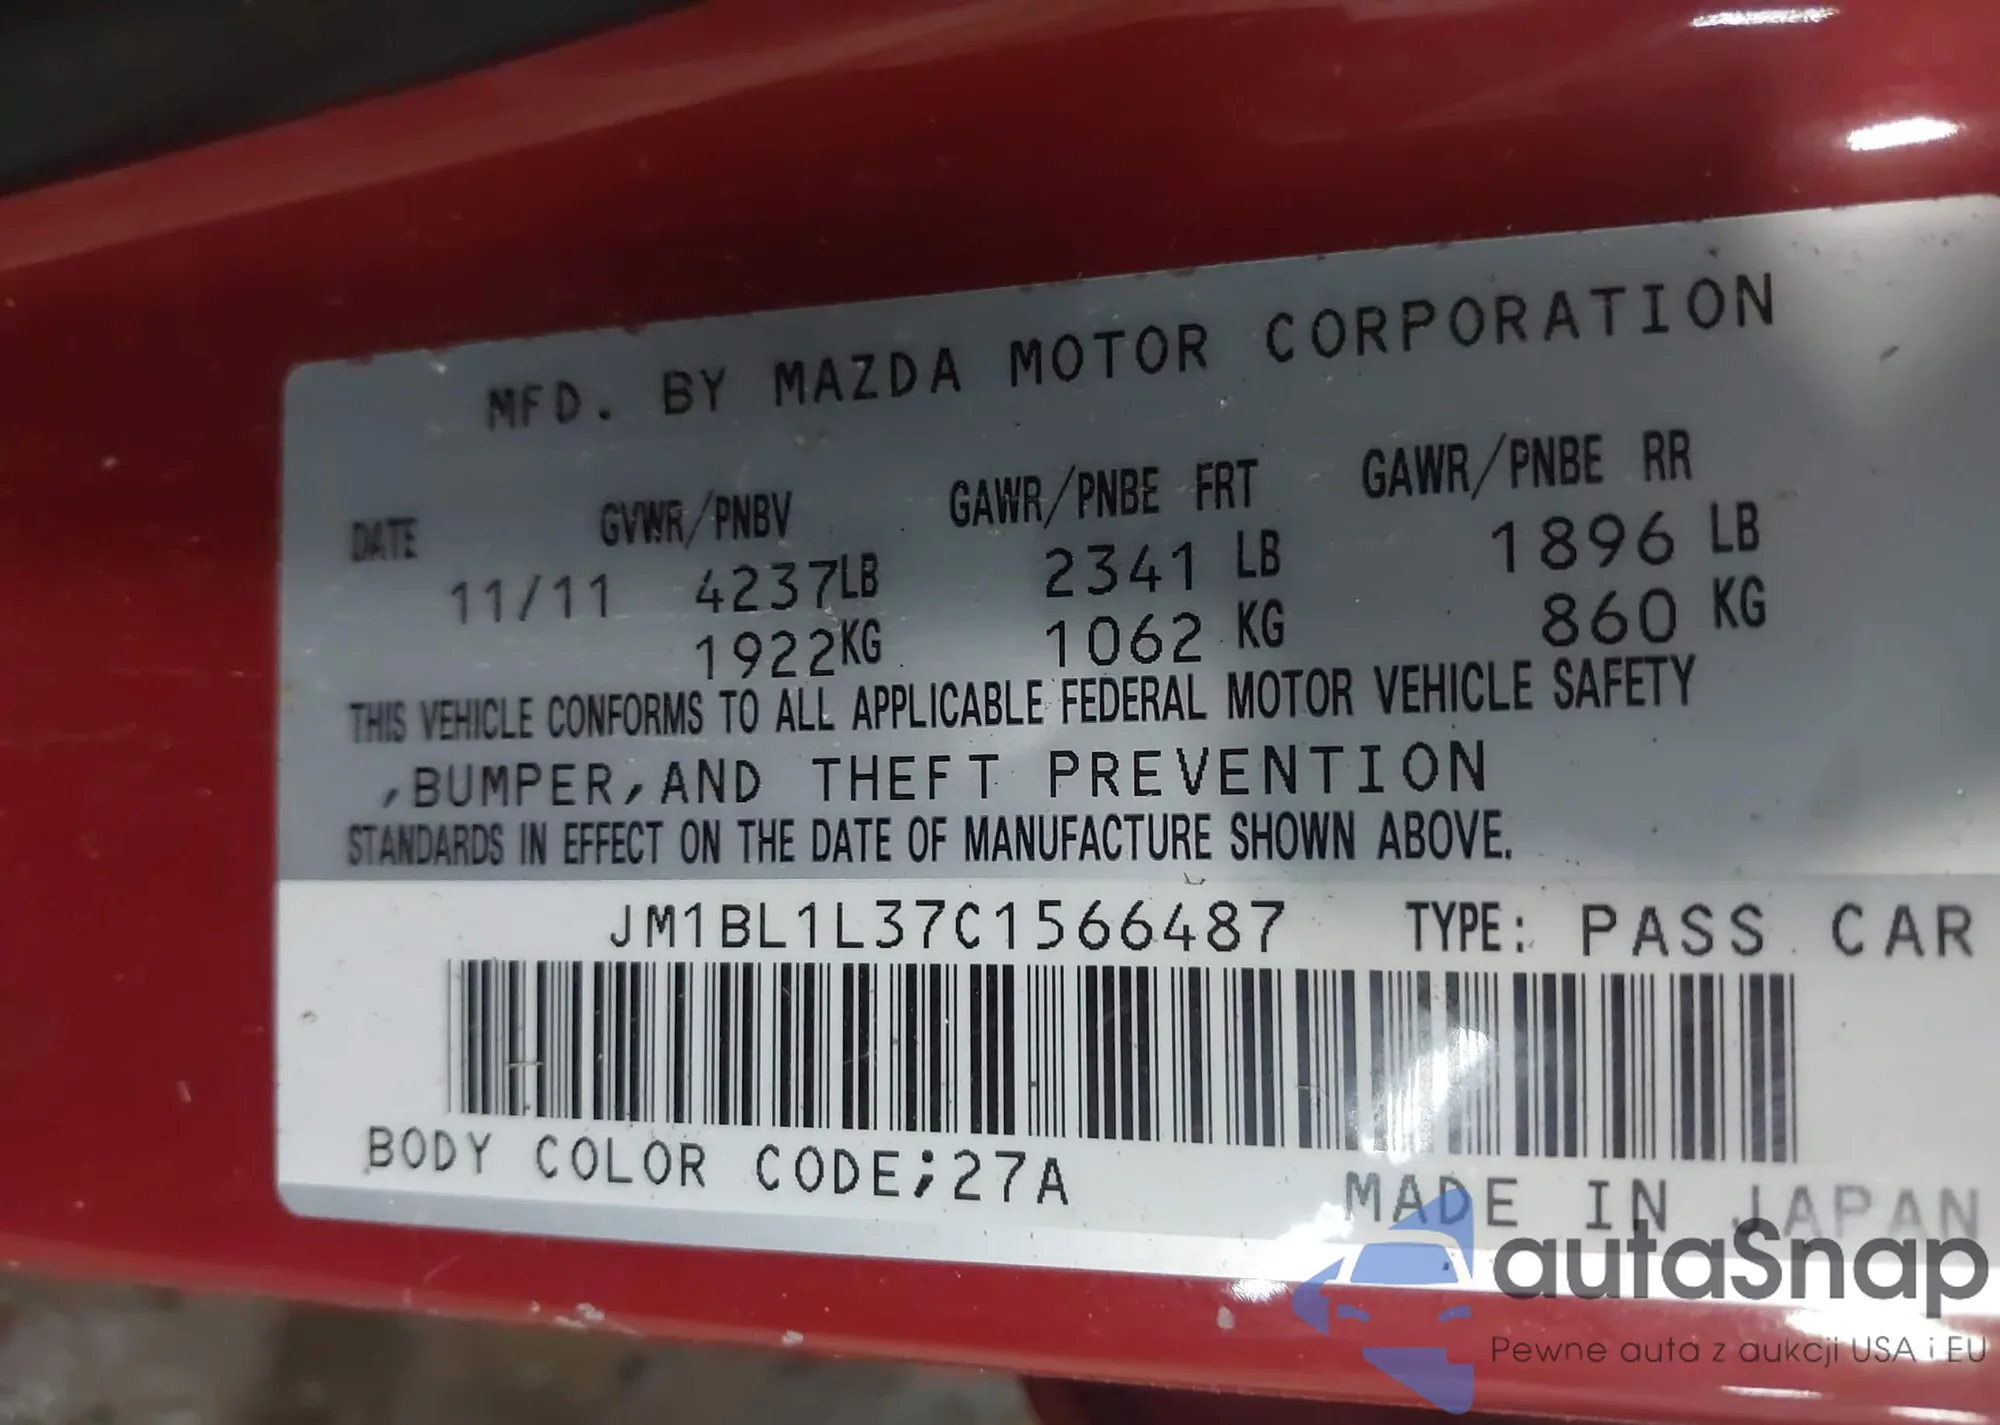 MFD. BY MAZDA MOTOR CORPORATION
DATE GVWR/PNBV GAWR/PNBE FRT GAWR/PNBE RR
11/11 4237LB 2341 LB 1896 LB
1922KG 1062 KG 860 KG
THIS VEHICLE CONFORMS TO ALL APPLICABLE FEDERAL MOTOR VEHICLE SAFETY
,BUMPER,AND THEFT PREVENTION
STANDARDS IN EFFECT ON THE DATE OF MANUFACTURE SHOWN ABOVE.
JM1BL1L37C1566487 TYPE: PASS CAR
BODY COLOR CODE;27A
MADE IN JAPAN
autaSnap
Pewne auta z aukcji USA i EU